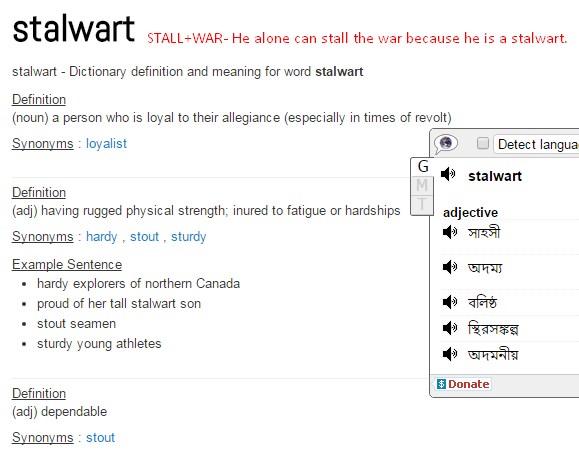 stalwart STALL+WAR- He alone can stall the war because he is a stalwart.
stalwart - Dictionary definition and meaning for word stalwart
Definition
(noun) a person who is loyal to their allegiance (especially in times of revolt)
Synonyms : loyalist
Definition
(adj) having rugged physical strength; inured to fatigue or hardships
Synonyms : hardy , stout , sturdy
Example Sentence
hardy explorers of northern Canada
proud of her tall stalwart son
stout seamen
sturdy young athletes
Definition
(adj) dependable
Synonyms : stout
Detect langua
G
M
T
stalwart
adjective
সাহসী
অদম্য
বলিষ্ঠ
স্থিরসঙ্কল্প
অদমনীয়
$ Donate